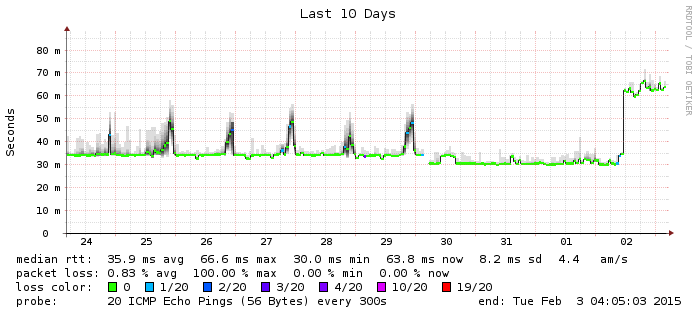 Last 10 Days
RRDTOOL / TOBI OETIKER
Seconds
80 m
70 m
60 m
50 m
40 m
30 m
20 m
10 m
0
24 25 26 27 28 29 30 31 01 02
median rtt: 35.9 ms avg 66.6 ms max 30.0 ms min 63.8 ms now 8.2 ms sd 4.4 am/s
packet loss: 0.83 % avg 100.00 % max 0.00 % min 0.00 % now
loss color: 0 1/20 2/20 3/20 4/20 10/20 19/20
probe: 20 ICMP Echo Pings (56 Bytes) every 300s end: Tue Feb 3 04:05:03 2015